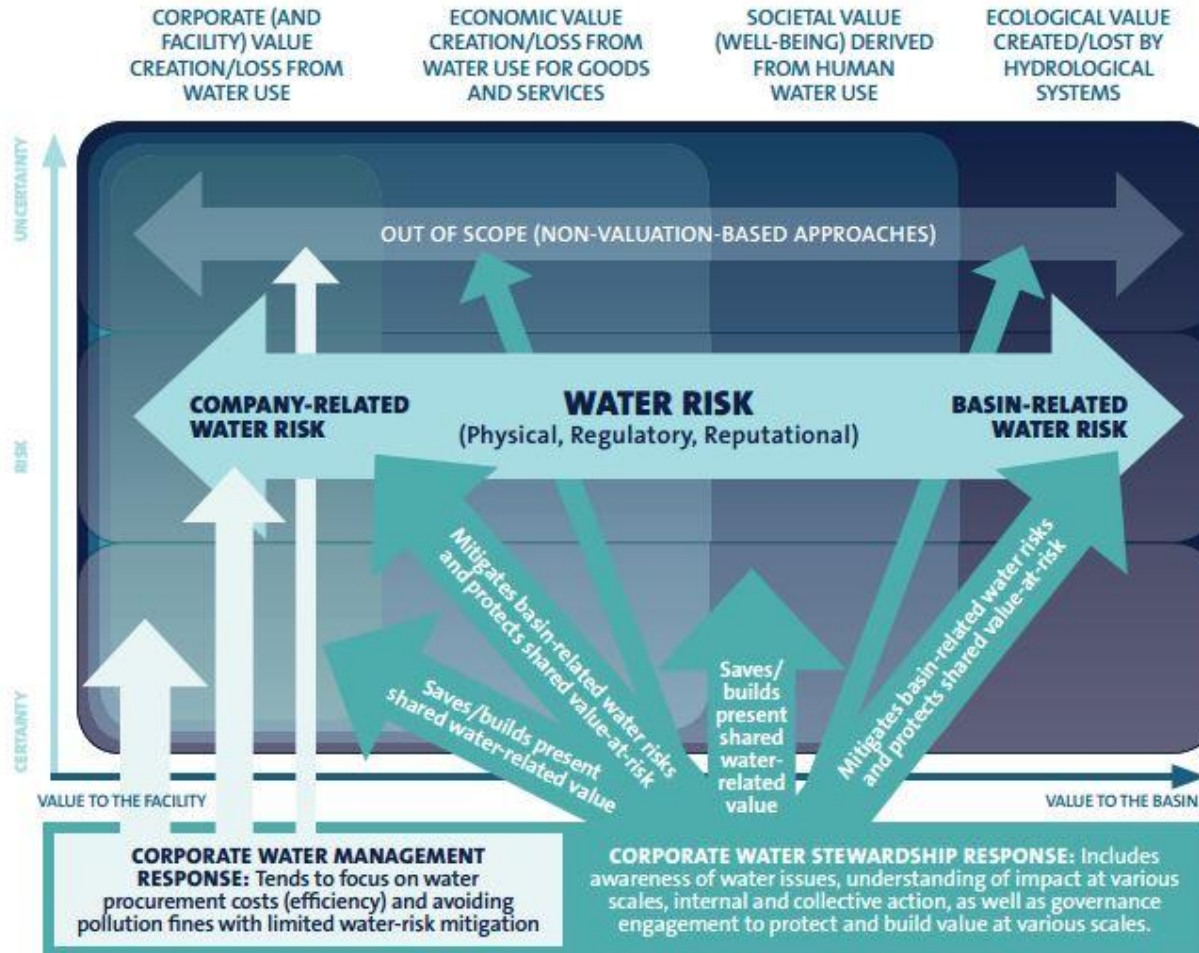 CORPORATE (AND
FACILITY) VALUE
CREATION/LOSS FROM
WATER USE
ECONOMIC VALUE
CREATION/LOSS FROM
WATER USE FOR GOODS
AND SERVICES
SOCIETAL VALUE
(WELL-BEING) DERIVED
FROM HUMAN
WATER USE
ECOLOGICAL VALUE
CREATED/LOST BY
HYDROLOGICAL
SYSTEMS
UNCERTAINTY
RISK
CERTAINTY
OUT OF SCOPE (NON-VALUATION-BASED APPROACHES)
COMPANY-RELATED
WATER RISK
WATER RISK
(Physical, Regulatory, Reputational)
BASIN-RELATED
WATER RISK
Saves/builds present
shared water-related value
Mitigates basin-related water risks
and protects shared value-at-risk
Saves/
builds
present
shared
water-
related
value
Mitigates basin-related water risks
and protects shared value-at-risk
VALUE TO THE FACILITY
VALUE TO THE BASIN
CORPORATE WATER MANAGEMENT
RESPONSE: Tends to focus on water
procurement costs (efficiency) and avoiding
pollution fines with limited water-risk mitigation
CORPORATE WATER STEWARDSHIP RESPONSE: Includes
awareness of water issues, understanding of impact at various
scales, internal and collective action, as well as governance
engagement to protect and build value at various scales.